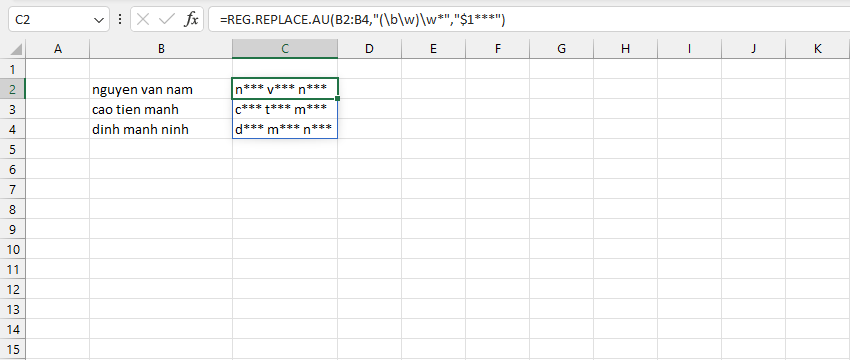 C2 fx =REG.REPLACE.AU(B2:B4,"(\b\w)\w*","$1***")
A B C D E F G H I J K
1
2 nguyen van nam n*** v*** n***
3 cao tien manh c*** t*** m***
4 dinh manh ninh d*** m*** n***
5
6
7
8
9
10
11
12
13
14
15